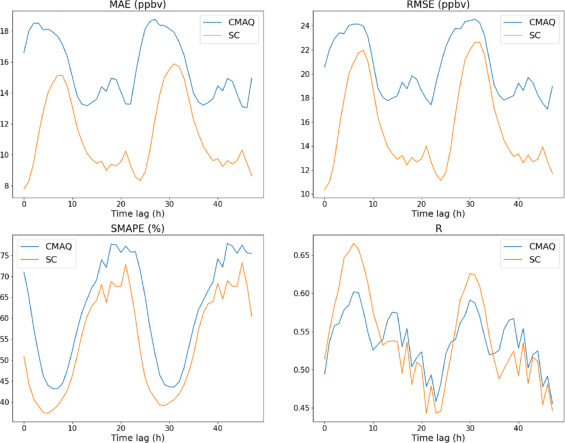 MAE (ppbv)
CMAQ
SC
18
16
14
12
10
8
0 10 20 30 40
Time lag (h)
RMSE (ppbv)
CMAQ
SC
24
22
20
18
16
14
12
10
0 10 20 30 40
Time lag (h)
SMAPE (%)
CMAQ
SC
75
70
65
60
55
50
45
40
0 10 20 30 40
Time lag (h)
R
CMAQ
SC
0.65
0.60
0.55
0.50
0.45
0 10 20 30 40
Time lag (h)